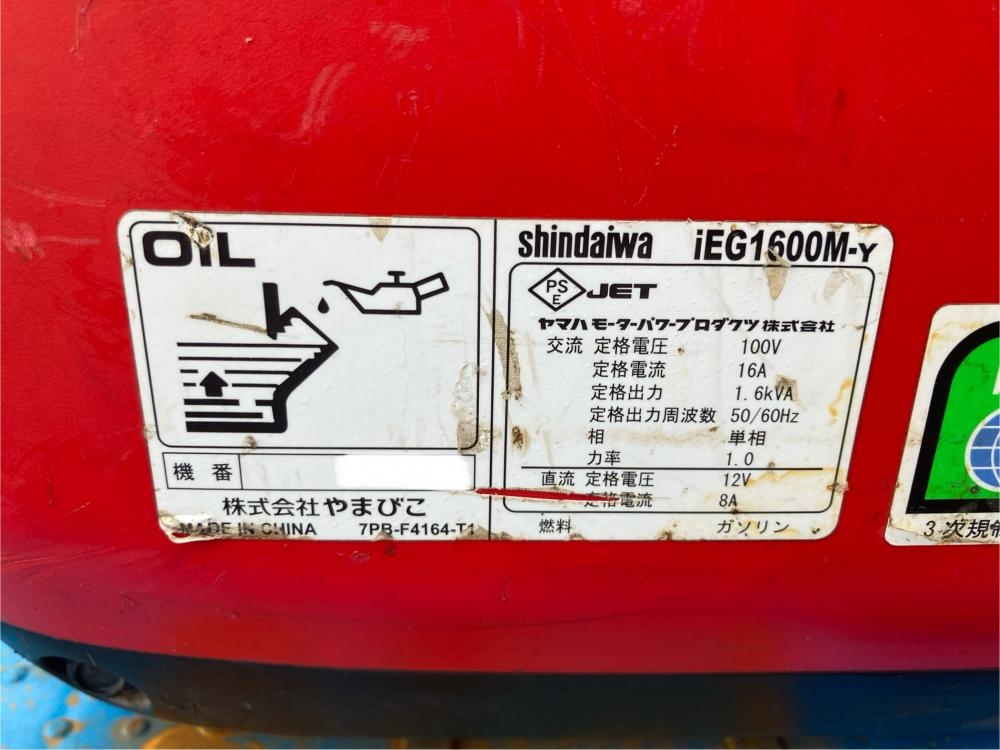 OIL
機番
株式会社やまびこ
MADE IN CHINA 7PB-F4164-T1
shindaiwa iEG1600M-Y
PS
E
JET
ヤマハモーターパワープロダクツ株式会社
交流 定格電圧 100V
定格電流 16A
定格出力 1.6kVA
定格出力周波数 50/60Hz
相 単相
力率 1.0
直流 定格電圧 12V
定格電流 8A
燃料 ガソリン
3次規